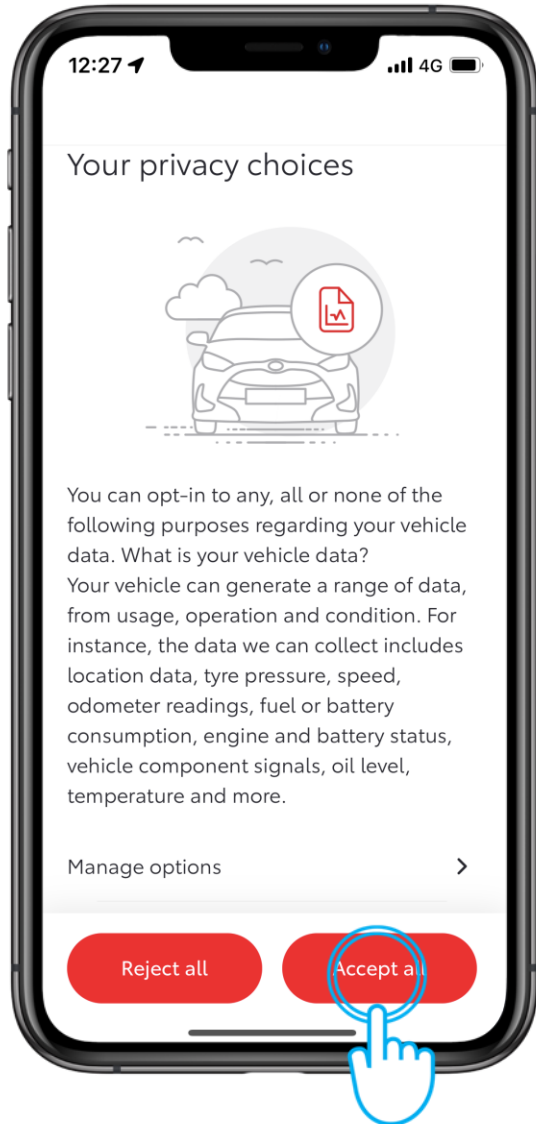 12:27 4G
Your privacy choices
You can opt-in to any, all or none of the
following purposes regarding your vehicle
data. What is your vehicle data?
Your vehicle can generate a range of data,
from usage, operation and condition. For
instance, the data we can collect includes
location data, tyre pressure, speed,
odometer readings, fuel or battery
consumption, engine and battery status,
vehicle component signals, oil level,
temperature and more.
Manage options
Reject all Accept all